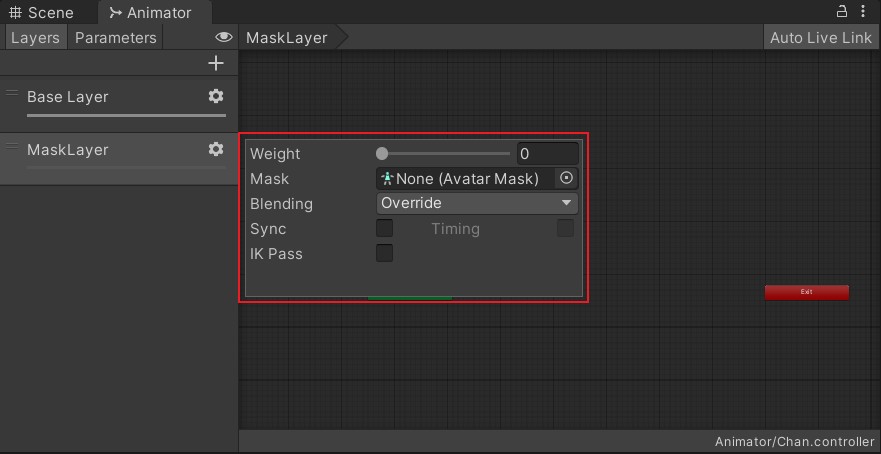 Scene Animator
Layers Parameters MaskLayer Auto Live Link
Base Layer
MaskLayer
Weight 0
Mask None (Avatar Mask)
Blending Override
Sync Timing
IK Pass
Exit
Animator/Chan.controller